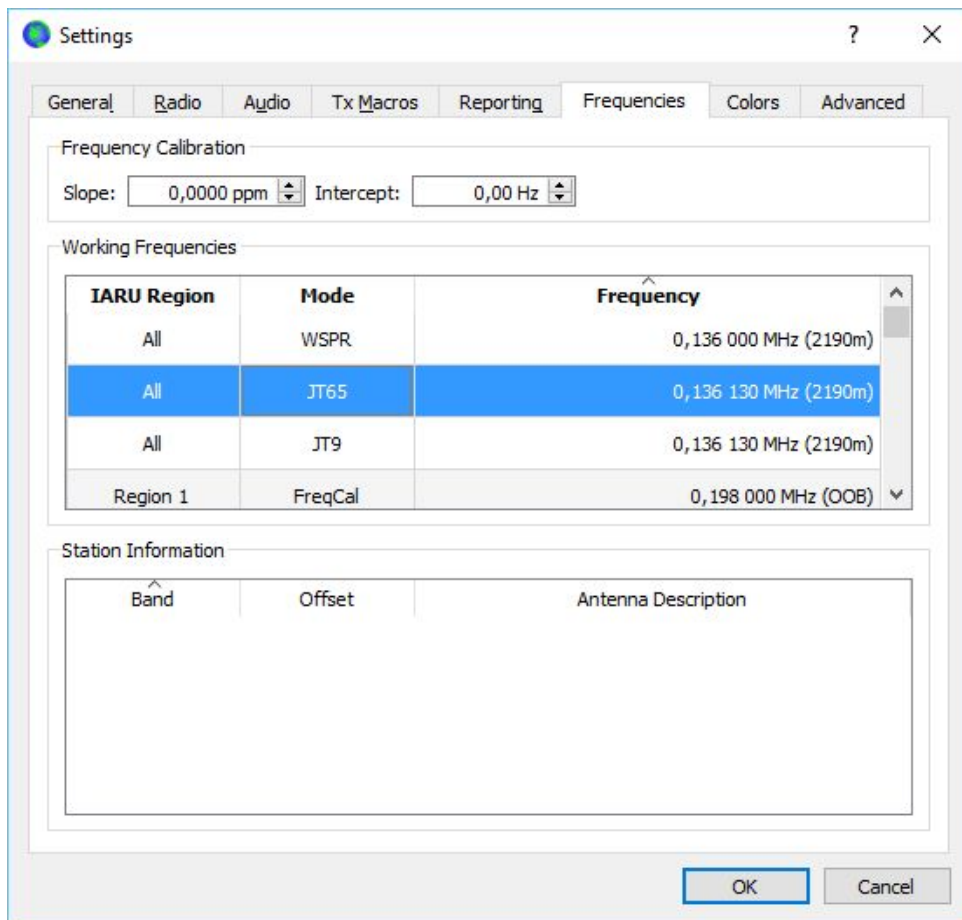 Settings ?
General Radio Audio Tx Macros Reporting Frequencies Colors Advanced
Frequency Calibration
Slope: 0,0000 ppm Intercept: 0,00 Hz
Working Frequencies
IARU Region Mode Frequency
All WSPR 0,136 000 MHz (2190m)
All JT65 0,136 130 MHz (2190m)
All JT9 0,136 130 MHz (2190m)
Region 1 FreqCal 0,198 000 MHz (OOB)
Station Information
Band Offset Antenna Description
OK Cancel